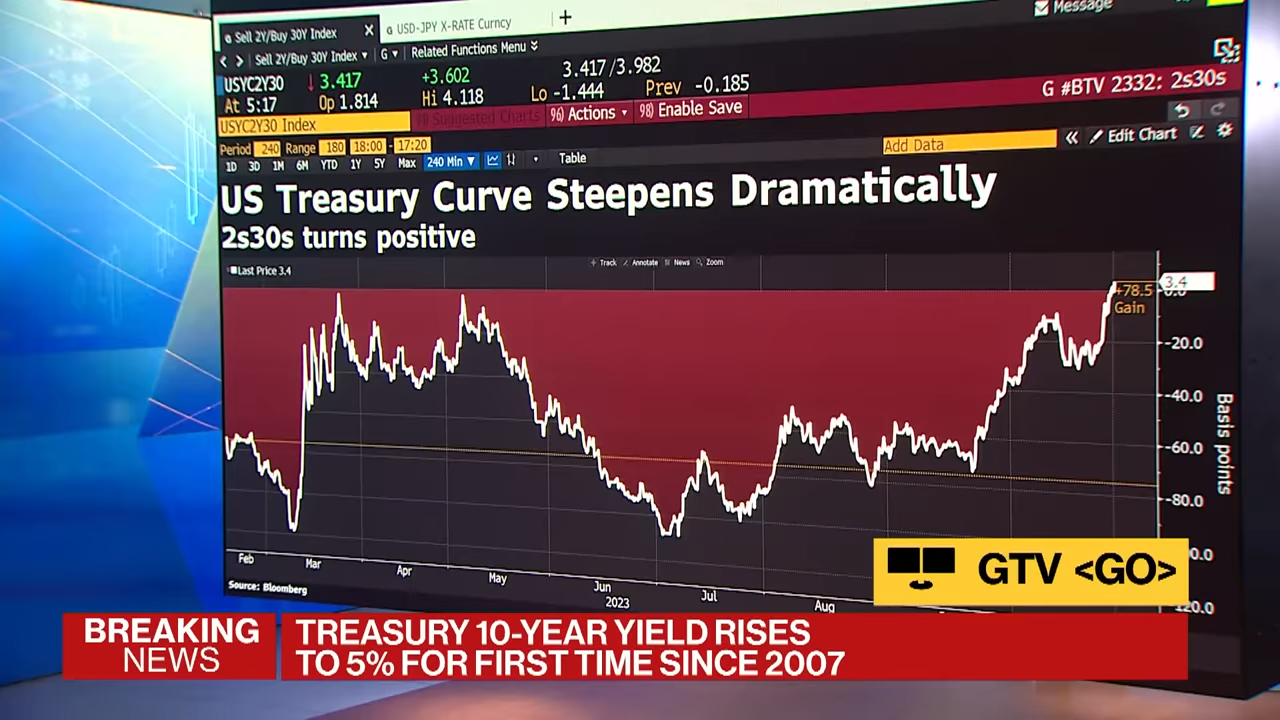 Sell 2Y/Buy 30Y Index X
USD-JPY X-RATE Curncy +
Message
< > Sell 2Y/Buy 30Y Index G Related Functions Menu
USYC2Y30 ↓ 3.417 +3.602 3.417/3.982
At 5:17 Op 1.814 Hi 4.118 Lo -1.444 Prev -0.185
G #BTV 2332: 2s30s
USYC2Y30 Index
Suggested Charts 96) Actions 98) Enable Save
Period 240 Range 180 18:00 - 17:20
Add Data « Edit Chart
1D 3D 1M 6M YTD 1Y 5Y Max 240 Min ▼ Table
US Treasury Curve Steepens Dramatically
2s30s turns positive
Track Annotate News Zoom
Last Price 3.4
3.4
+78.5
Gain
-20.0
-40.0
-60.0
-80.0
Basis points
Feb Mar Apr May Jun Jul Aug
2023
Source: Bloomberg
GTV <GO>
BREAKING
NEWS
TREASURY 10-YEAR YIELD RISES
TO 5% FOR FIRST TIME SINCE 2007